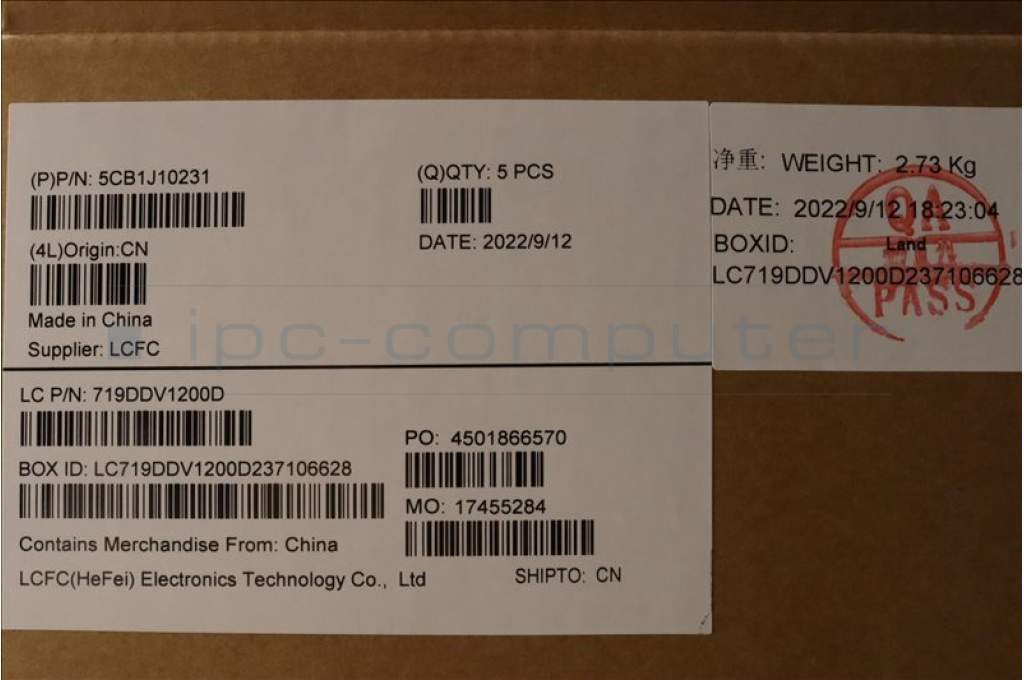 (P)P/N: 5CB1J10231
(Q)QTY: 5 PCS
(4L)Origin:CN
DATE: 2022/9/12
Made in China
Supplier: LCFC
净重: WEIGHT: 2.73 Kg
DATE: 2022/9/12 18:23:04
BOXID: Land
LC719DDV1200D237106628
QA
PASS
ipc-computer
LC P/N: 719DDV1200D
PO: 4501866570
BOX ID: LC719DDV1200D237106628
MO: 17455284
Contains Merchandise From: China
LCFC(HeFei) Electronics Technology Co., Ltd
SHIPTO: CN